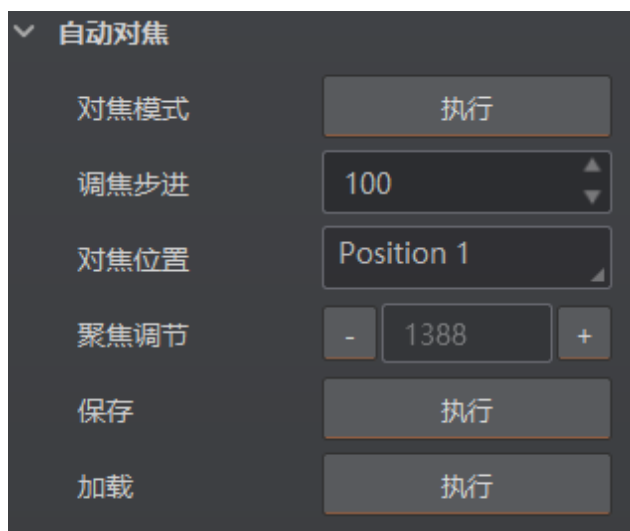 自动对焦
对焦模式 执行
调焦步进 100
对焦位置 Position 1
聚焦调节 - 1388 +
保存 执行
加载 执行